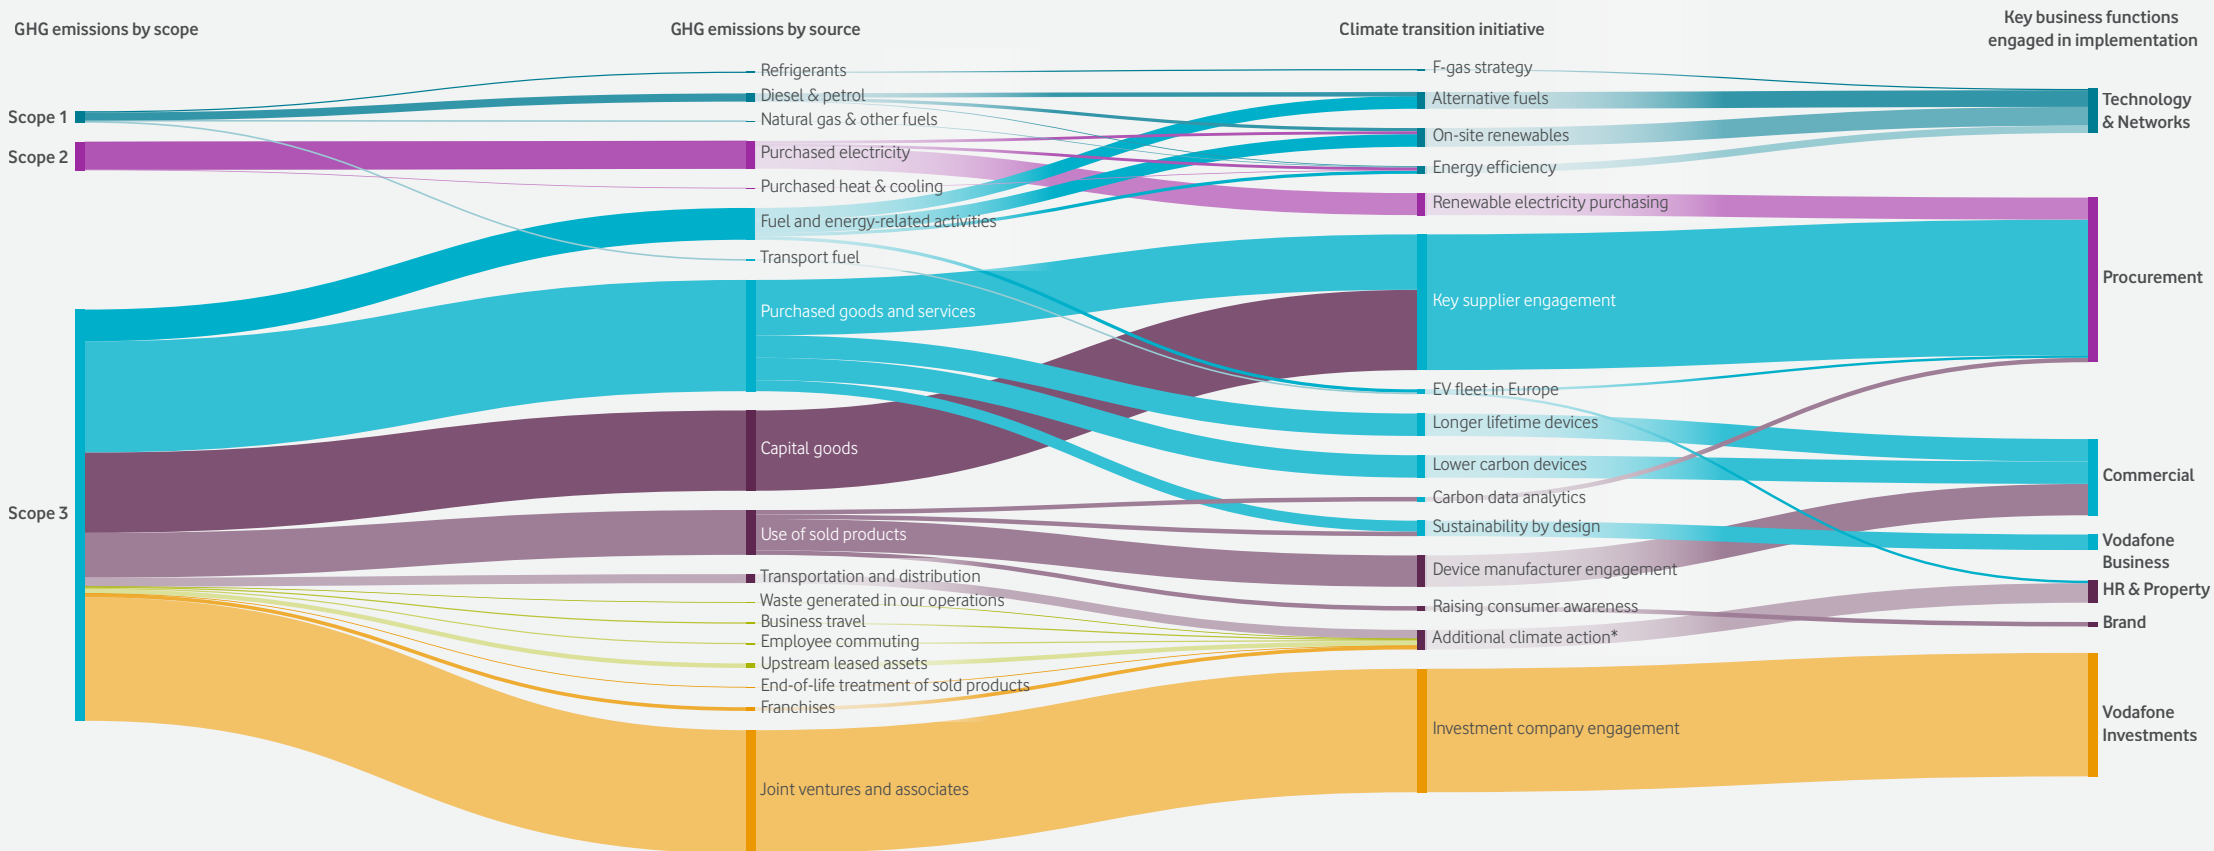 GHG emissions by scope
GHG emissions by source
Climate transition initiative
Key business functions
engaged in implementation
Scope 1
Scope 2
Scope 3
Refrigerants
Diesel & petrol
Natural gas & other fuels
Purchased electricity
Purchased heat & cooling
Fuel and energy-related activities
Transport fuel
Purchased goods and services
Capital goods
Use of sold products
Transportation and distribution
Waste generated in our operations
Business travel
Employee commuting
Upstream leased assets
End-of-life treatment of sold products
Franchises
Joint ventures and associates
F-gas strategy
Alternative fuels
On-site renewables
Energy efficiency
Renewable electricity purchasing
Key supplier engagement
EV fleet in Europe
Longer lifetime devices
Lower carbon devices
Carbon data analytics
Sustainability by design
Device manufacturer engagement
Raising consumer awareness
Additional climate action*
Investment company engagement
Technology
& Networks
Procurement
Commercial
Vodafone
Business
HR & Property
Brand
Vodafone
Investments